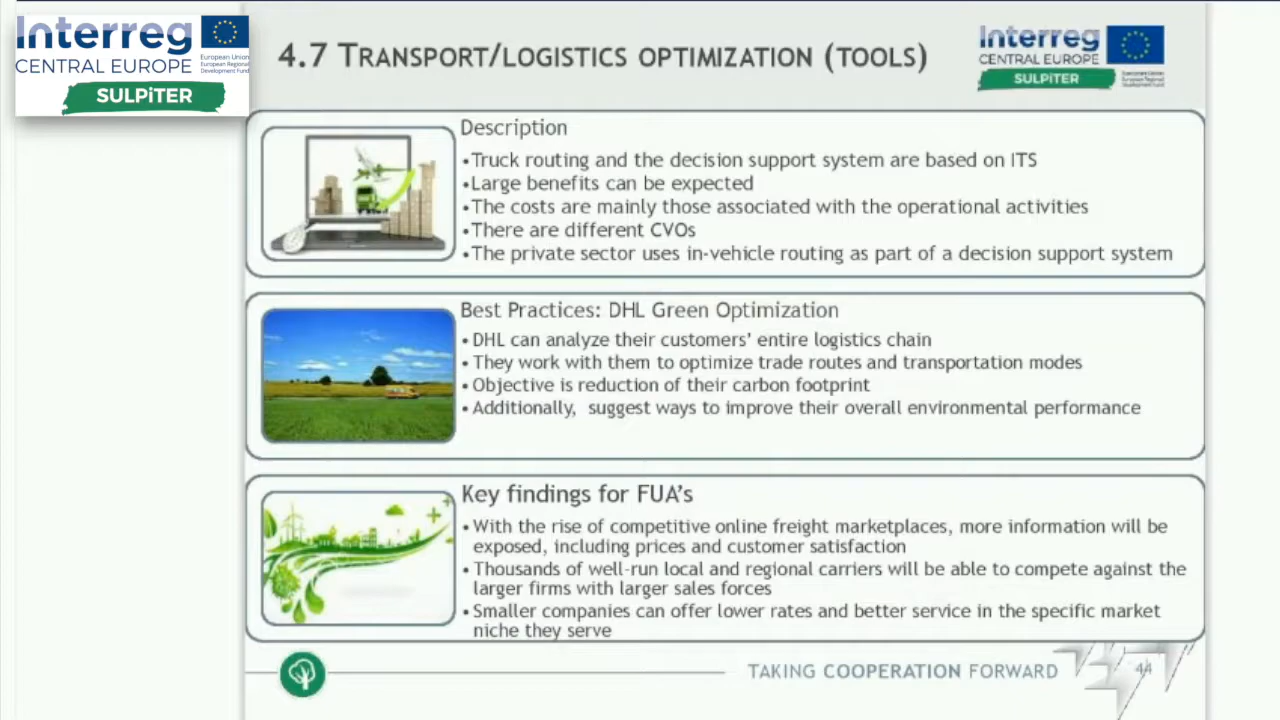 Interreg
CENTRAL EUROPE
European Union
European Regional
Development Fund
SULPiTER
4.7 TRANSPORT/LOGISTICS OPTIMIZATION (TOOLS)
Interreg
CENTRAL EUROPE
SULPiTER
European Union
European Regional
Development Fund
Description
•Truck routing and the decision support system are based on ITS
•Large benefits can be expected
•The costs are mainly those associated with the operational activities
•There are different CVOs
•The private sector uses in-vehicle routing as part of a decision support system
Best Practices: DHL Green Optimization
•DHL can analyze their customers' entire logistics chain
•They work with them to optimize trade routes and transportation modes
•Objective is reduction of their carbon footprint
•Additionally, suggest ways to improve their overall environmental performance
Key findings for FUA's
•With the rise of competitive online freight marketplaces, more information will be
exposed, including prices and customer satisfaction
•Thousands of well-run local and regional carriers will be able to compete against the
larger firms with larger sales forces
•Smaller companies can offer lower rates and better service in the specific market
niche they serve
TAKING COOPERATION FORWARD
44